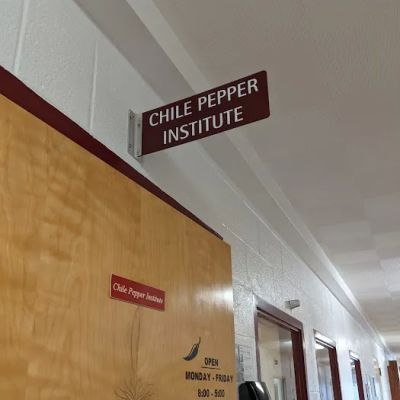 CHILE PEPPER
INSTITUTE
Chile Pepper Institute
OPEN
MONDAY - FRIDAY
8:00 - 5:00